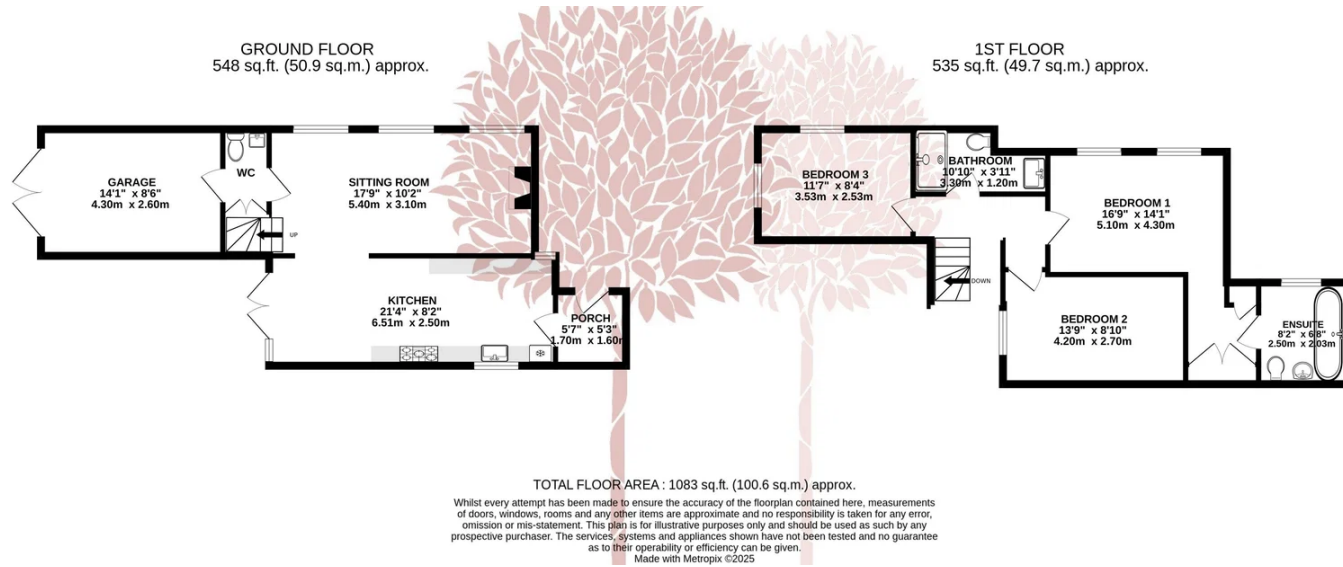 GROUND FLOOR
548 sq.ft. (50.9 sq.m.) approx.
1ST FLOOR
535 sq.ft. (49.7 sq.m.) approx.
GARAGE
14'1" x 8'6"
4.30m x 2.60m
WC
SITTING ROOM
17'9" x 10'2"
5.40m x 3.10m
UP
KITCHEN
21'4" x 8'2"
6.51m x 2.50m
PORCH
5'7" x 5'3"
1.70m x 1.60m
BEDROOM 3
11'7" x 8'4"
3.53m x 2.53m
BATHROOM
10'10" x 3'11"
3.30m x 1.20m
BEDROOM 1
16'9" x 14'1"
5.10m x 4.30m
DOWN
BEDROOM 2
13'9" x 8'10"
4.20m x 2.70m
ENSUITE
8'2" x 6'8"
2.50m x 2.03m
TOTAL FLOOR AREA : 1083 sq.ft. (100.6 sq.m.) approx.
Whilst every attempt has been made to ensure the accuracy of the floorplan contained here, measurements
of doors, windows, rooms and any other items are approximate and no responsibility is taken for any error,
omission or mis-statement. This plan is for illustrative purposes only and should be used as such by any
prospective purchaser. The services, systems and appliances shown have not been tested and no guarantee
as to their operability or efficiency can be given.
Made with Metropix ©2025